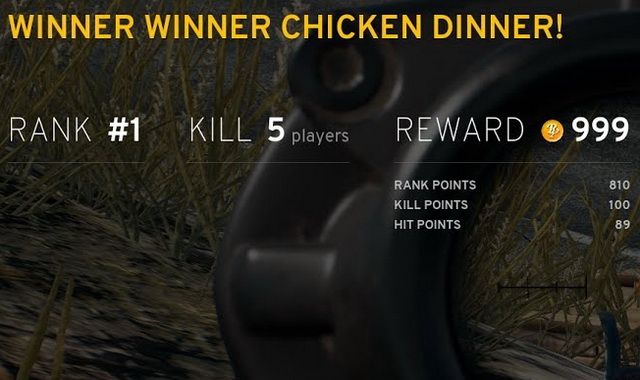 WINNER WINNER CHICKEN DINNER!
RANK #1 KILL 5 players REWARD 999
RANK POINTS 810
KILL POINTS 100
HIT POINTS 89